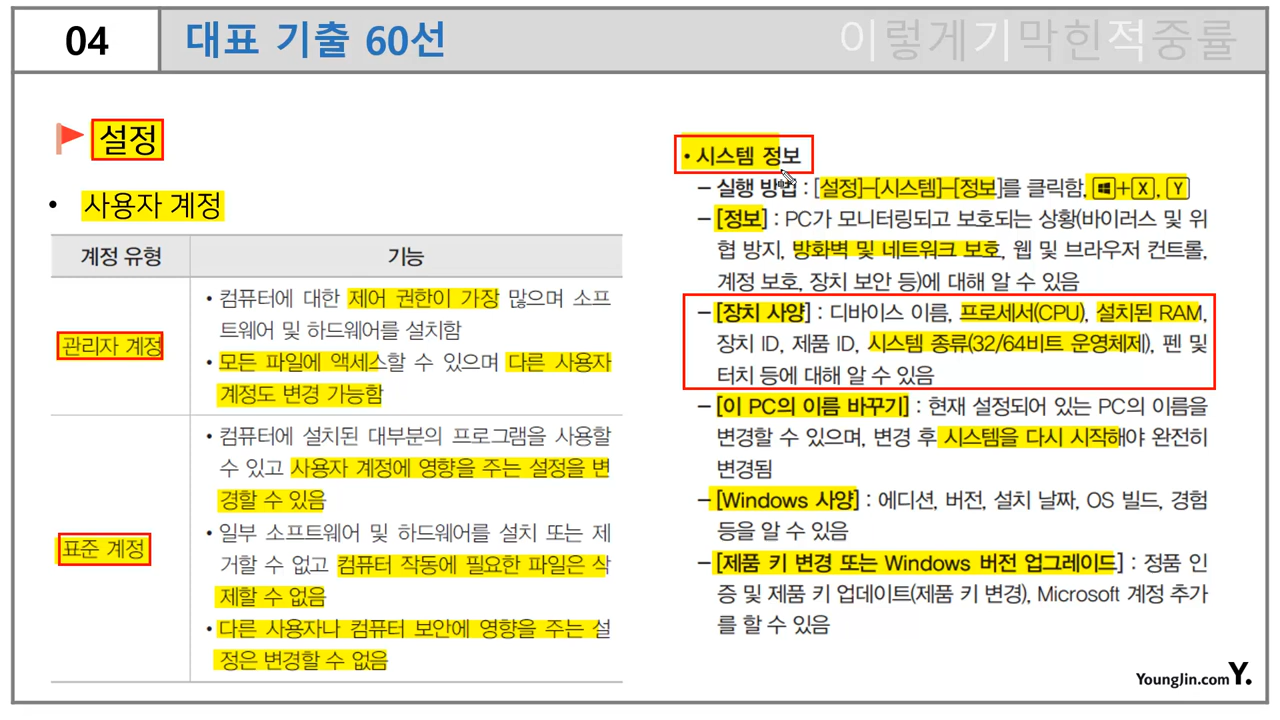 04
대표 기출 60선
이렇게기막힌적중률
설정
• 사용자 계정
계정 유형
기능
관리자 계정
• 컴퓨터에 대한 제어 권한이 가장 많으며 소프
트웨어 및 하드웨어를 설치함
• 모든 파일에 액세스할 수 있으며 다른 사용자
계정도 변경 가능함
표준 계정
• 컴퓨터에 설치된 대부분의 프로그램을 사용할
수 있고 사용자 계정에 영향을 주는 설정을 변
경할 수 있음
• 일부 소프트웨어 및 하드웨어를 설치 또는 제
거할 수 없고 컴퓨터 작동에 필요한 파일은 삭
제할 수 없음
• 다른 사용자나 컴퓨터 보안에 영향을 주는 설
정은 변경할 수 없음
• 시스템 정보
– 실행 방법 : [설정]–[시스템]–[정보]를 클릭함, ⊞+X, Y
– [정보] : PC가 모니터링되고 보호되는 상황(바이러스 및 위
협 방지, 방화벽 및 네트워크 보호, 웹 및 브라우저 컨트롤,
계정 보호, 장치 보안 등)에 대해 알 수 있음
– [장치 사양] : 디바이스 이름, 프로세서(CPU), 설치된 RAM,
장치 ID, 제품 ID, 시스템 종류(32/64비트 운영체제), 펜 및
터치 등에 대해 알 수 있음
– [이 PC의 이름 바꾸기] : 현재 설정되어 있는 PC의 이름을
변경할 수 있으며, 변경 후 시스템을 다시 시작해야 완전히
변경됨
– [Windows 사양] : 에디션, 버전, 설치 날짜, OS 빌드, 경험
등을 알 수 있음
– [제품 키 변경 또는 Windows 버전 업그레이드] : 정품 인
증 및 제품 키 업데이트(제품 키 변경), Microsoft 계정 추가
를 할 수 있음
YoungJin.com Y.